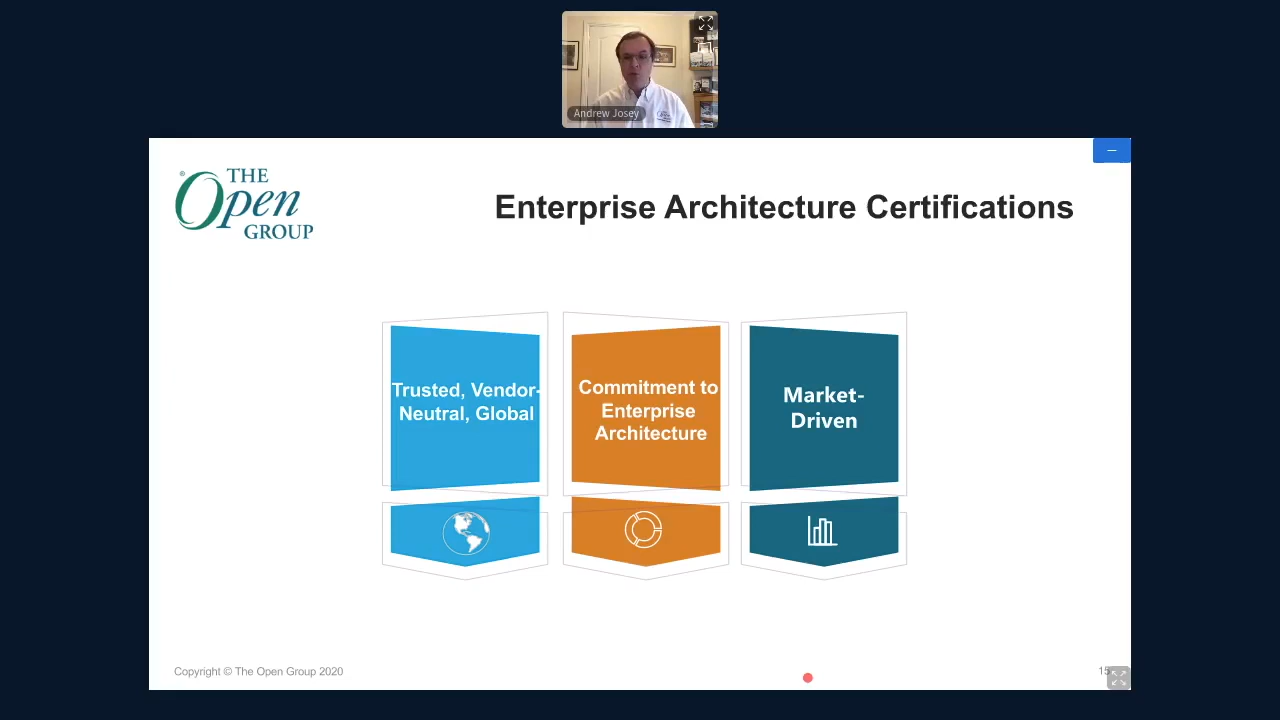 Andrew Josey
THE
Open
GROUP
®
Enterprise Architecture Certifications
Trusted, Vendor-
Neutral, Global
Commitment to
Enterprise
Architecture
Market-
Driven
Copyright © The Open Group 2020